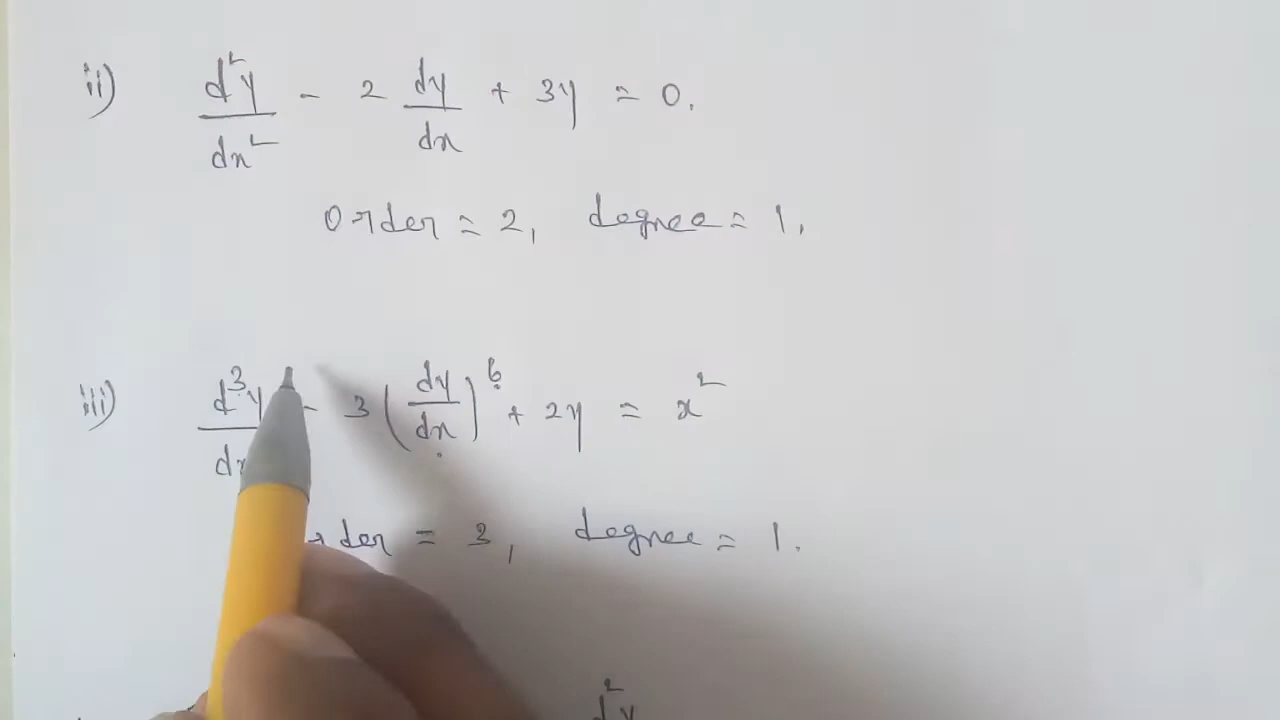 ii) d²y/dx² - 2 dy/dx + 3y = 0.
order = 2, degree = 1.
iii) d³y/d - 3 (dy/dx)⁶ + 2y = x²
der = 3, degree = 1.
d²y